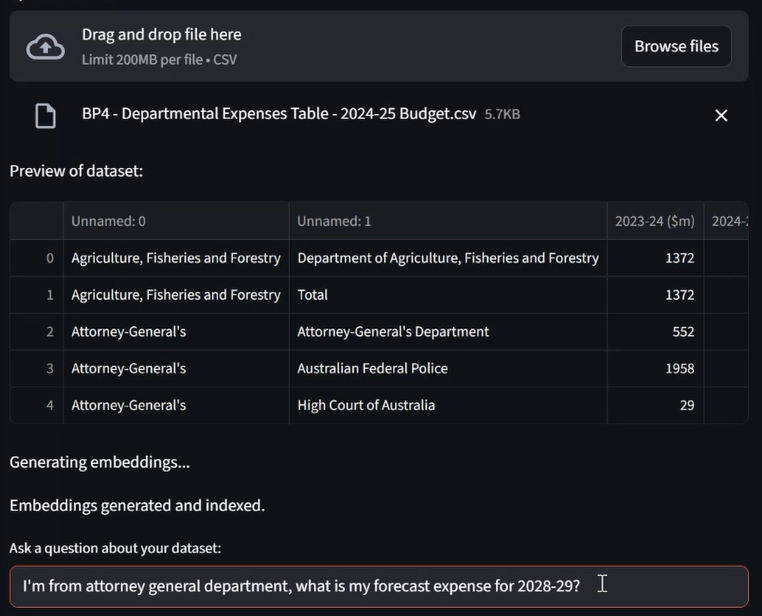 Drag and drop file here
Limit 200MB per file • CSV
Browse files
BP4 - Departmental Expenses Table - 2024-25 Budget.csv 5.7KB
Preview of dataset:
Unnamed: 0 Unnamed: 1 2023-24 ($m) 2024-
0 Agriculture, Fisheries and Forestry Department of Agriculture, Fisheries and Forestry 1372
1 Agriculture, Fisheries and Forestry Total 1372
2 Attorney-General's Attorney-General's Department 552
3 Attorney-General's Australian Federal Police 1958
4 Attorney-General's High Court of Australia 29
Generating embeddings...
Embeddings generated and indexed.
Ask a question about your dataset:
I'm from attorney general department, what is my forecast expense for 2028-29?